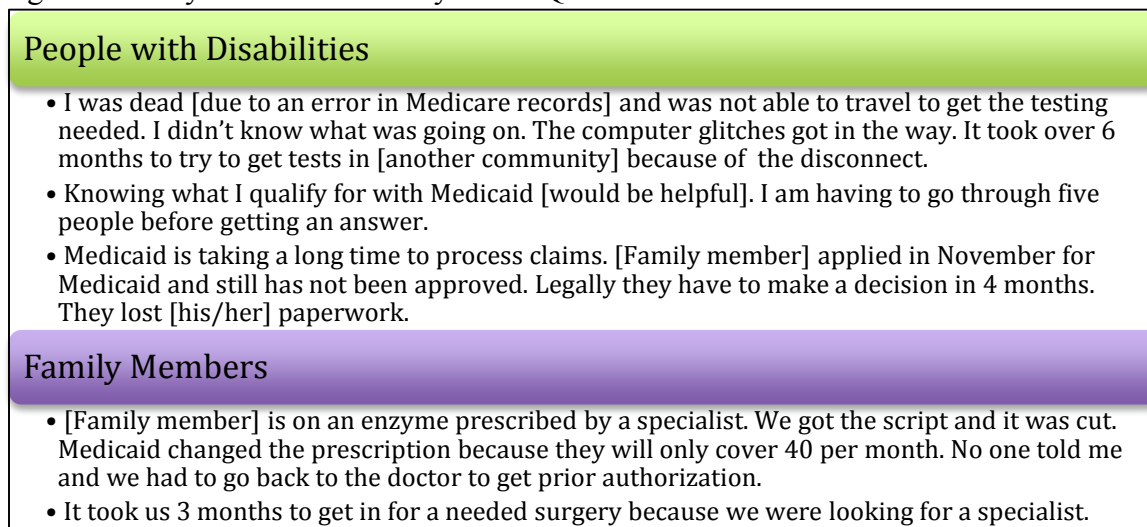 People with Disabilities
• I was dead [due to an error in Medicare records] and was not able to travel to get the testing
needed. I didn’t know what was going on. The computer glitches got in the way. It took over 6
months to try to get tests in [another community] because of the disconnect.
• Knowing what I qualify for with Medicaid [would be helpful]. I am having to go through five
people before getting an answer.
• Medicaid is taking a long time to process claims. [Family member] applied in November for
Medicaid and still has not been approved. Legally they have to make a decision in 4 months.
They lost [his/her] paperwork.
Family Members
• [Family member] is on an enzyme prescribed by a specialist. We got the script and it was cut.
Medicaid changed the prescription because they will only cover 40 per month. No one told me
and we had to go back to the doctor to get prior authorization.
• It took us 3 months to get in for a needed surgery because we were looking for a specialist.